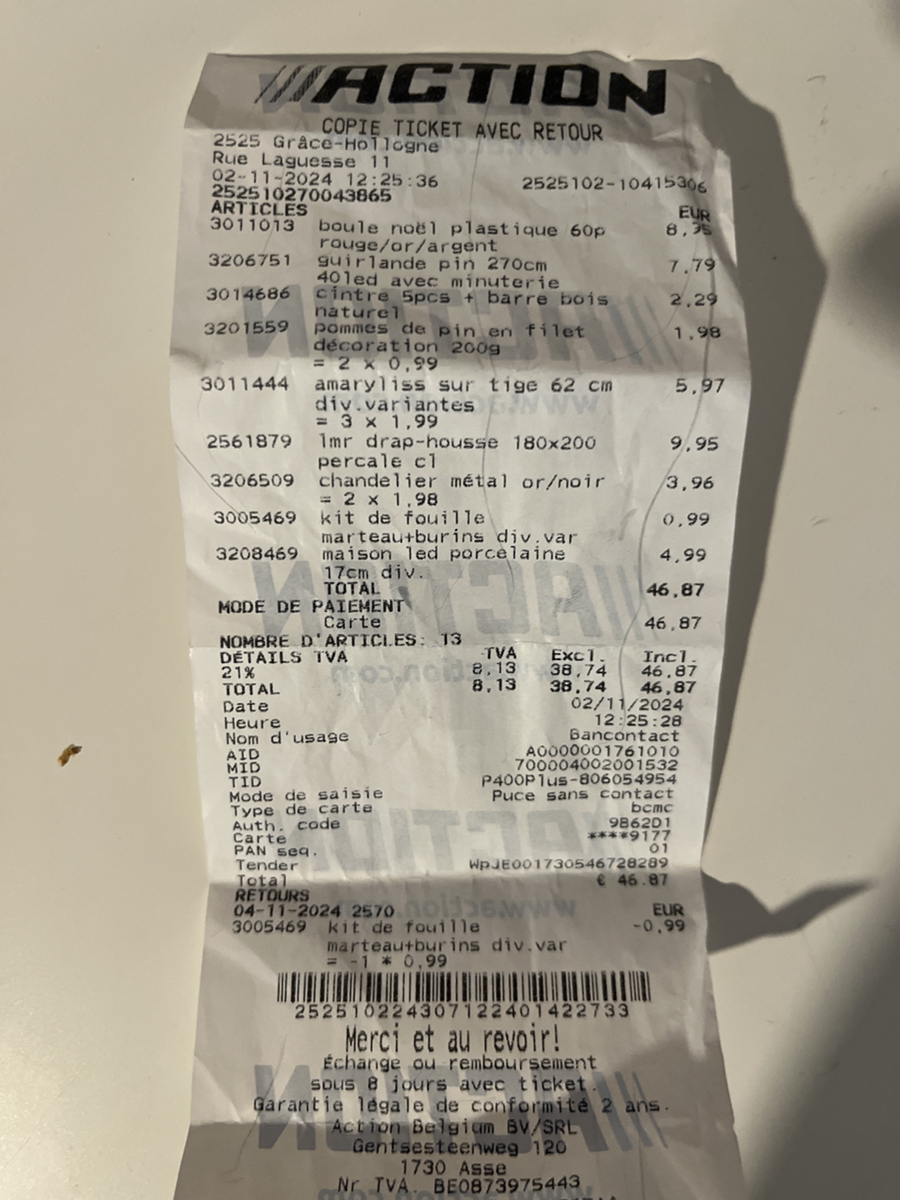 ACTION
COPIE TICKET AVEC RETOUR
2525 Grâce-Hollogne
Rue Laguesse 11
02-11-2024 12:25:36 2525102-10415306
252510270043865
ARTICLES EUR
3011013 boule noël plastique 60p 8,95
rouge/or/argent
3206751 guirlande pin 270cm 7,79
40led avec minuterie
3014686 cintre 5pcs + barre bois 2,29
naturel
3201559 pommes de pin en filet 1,98
décoration 200g
= 2 x 0,99
3011444 amaryliss sur tige 62 cm 5,97
div.variantes
= 3 x 1,99
2561879 lmr drap-housse 180x200 9,95
percale cl
3206509 chandelier métal or/noir 3,96
= 2 x 1,98
3005469 kit de fouille 0,99
marteau+burins div.var
3208469 maison led porcelaine 4,99
17cm div.
TOTAL 46,87
MODE DE PAIEMENT
Carte 46,87
NOMBRE D'ARTICLES: 13
DÉTAILS TVA TVA Excl. Incl.
21% 8,13 38,74 46,87
TOTAL 8,13 38,74 46,87
Date 02/11/2024
Heure 12:25:28
Nom d'usage Bancontact
AID A0000001761010
MID 700004002001532
TID P400Plus-806054954
Mode de saisie Puce sans contact
Type de carte bcmc
Auth. code 9862D1
Carte ****9177
PAN seq. 01
Tender WpJE001730546728289
Total € 46.87
RETOURS
04-11-2024 2570 EUR
3005469 kit de fouille -0,99
marteau+burins div.var
= -1 * 0,99
252510224307122401422733
Merci et au revoir!
Échange ou remboursement
sous 8 jours avec ticket.
Garantie légale de conformité 2 ans.
Action Belgium BV/SRL
Gentsesteenweg 120
1730 Asse
Nr TVA. BE0873975443